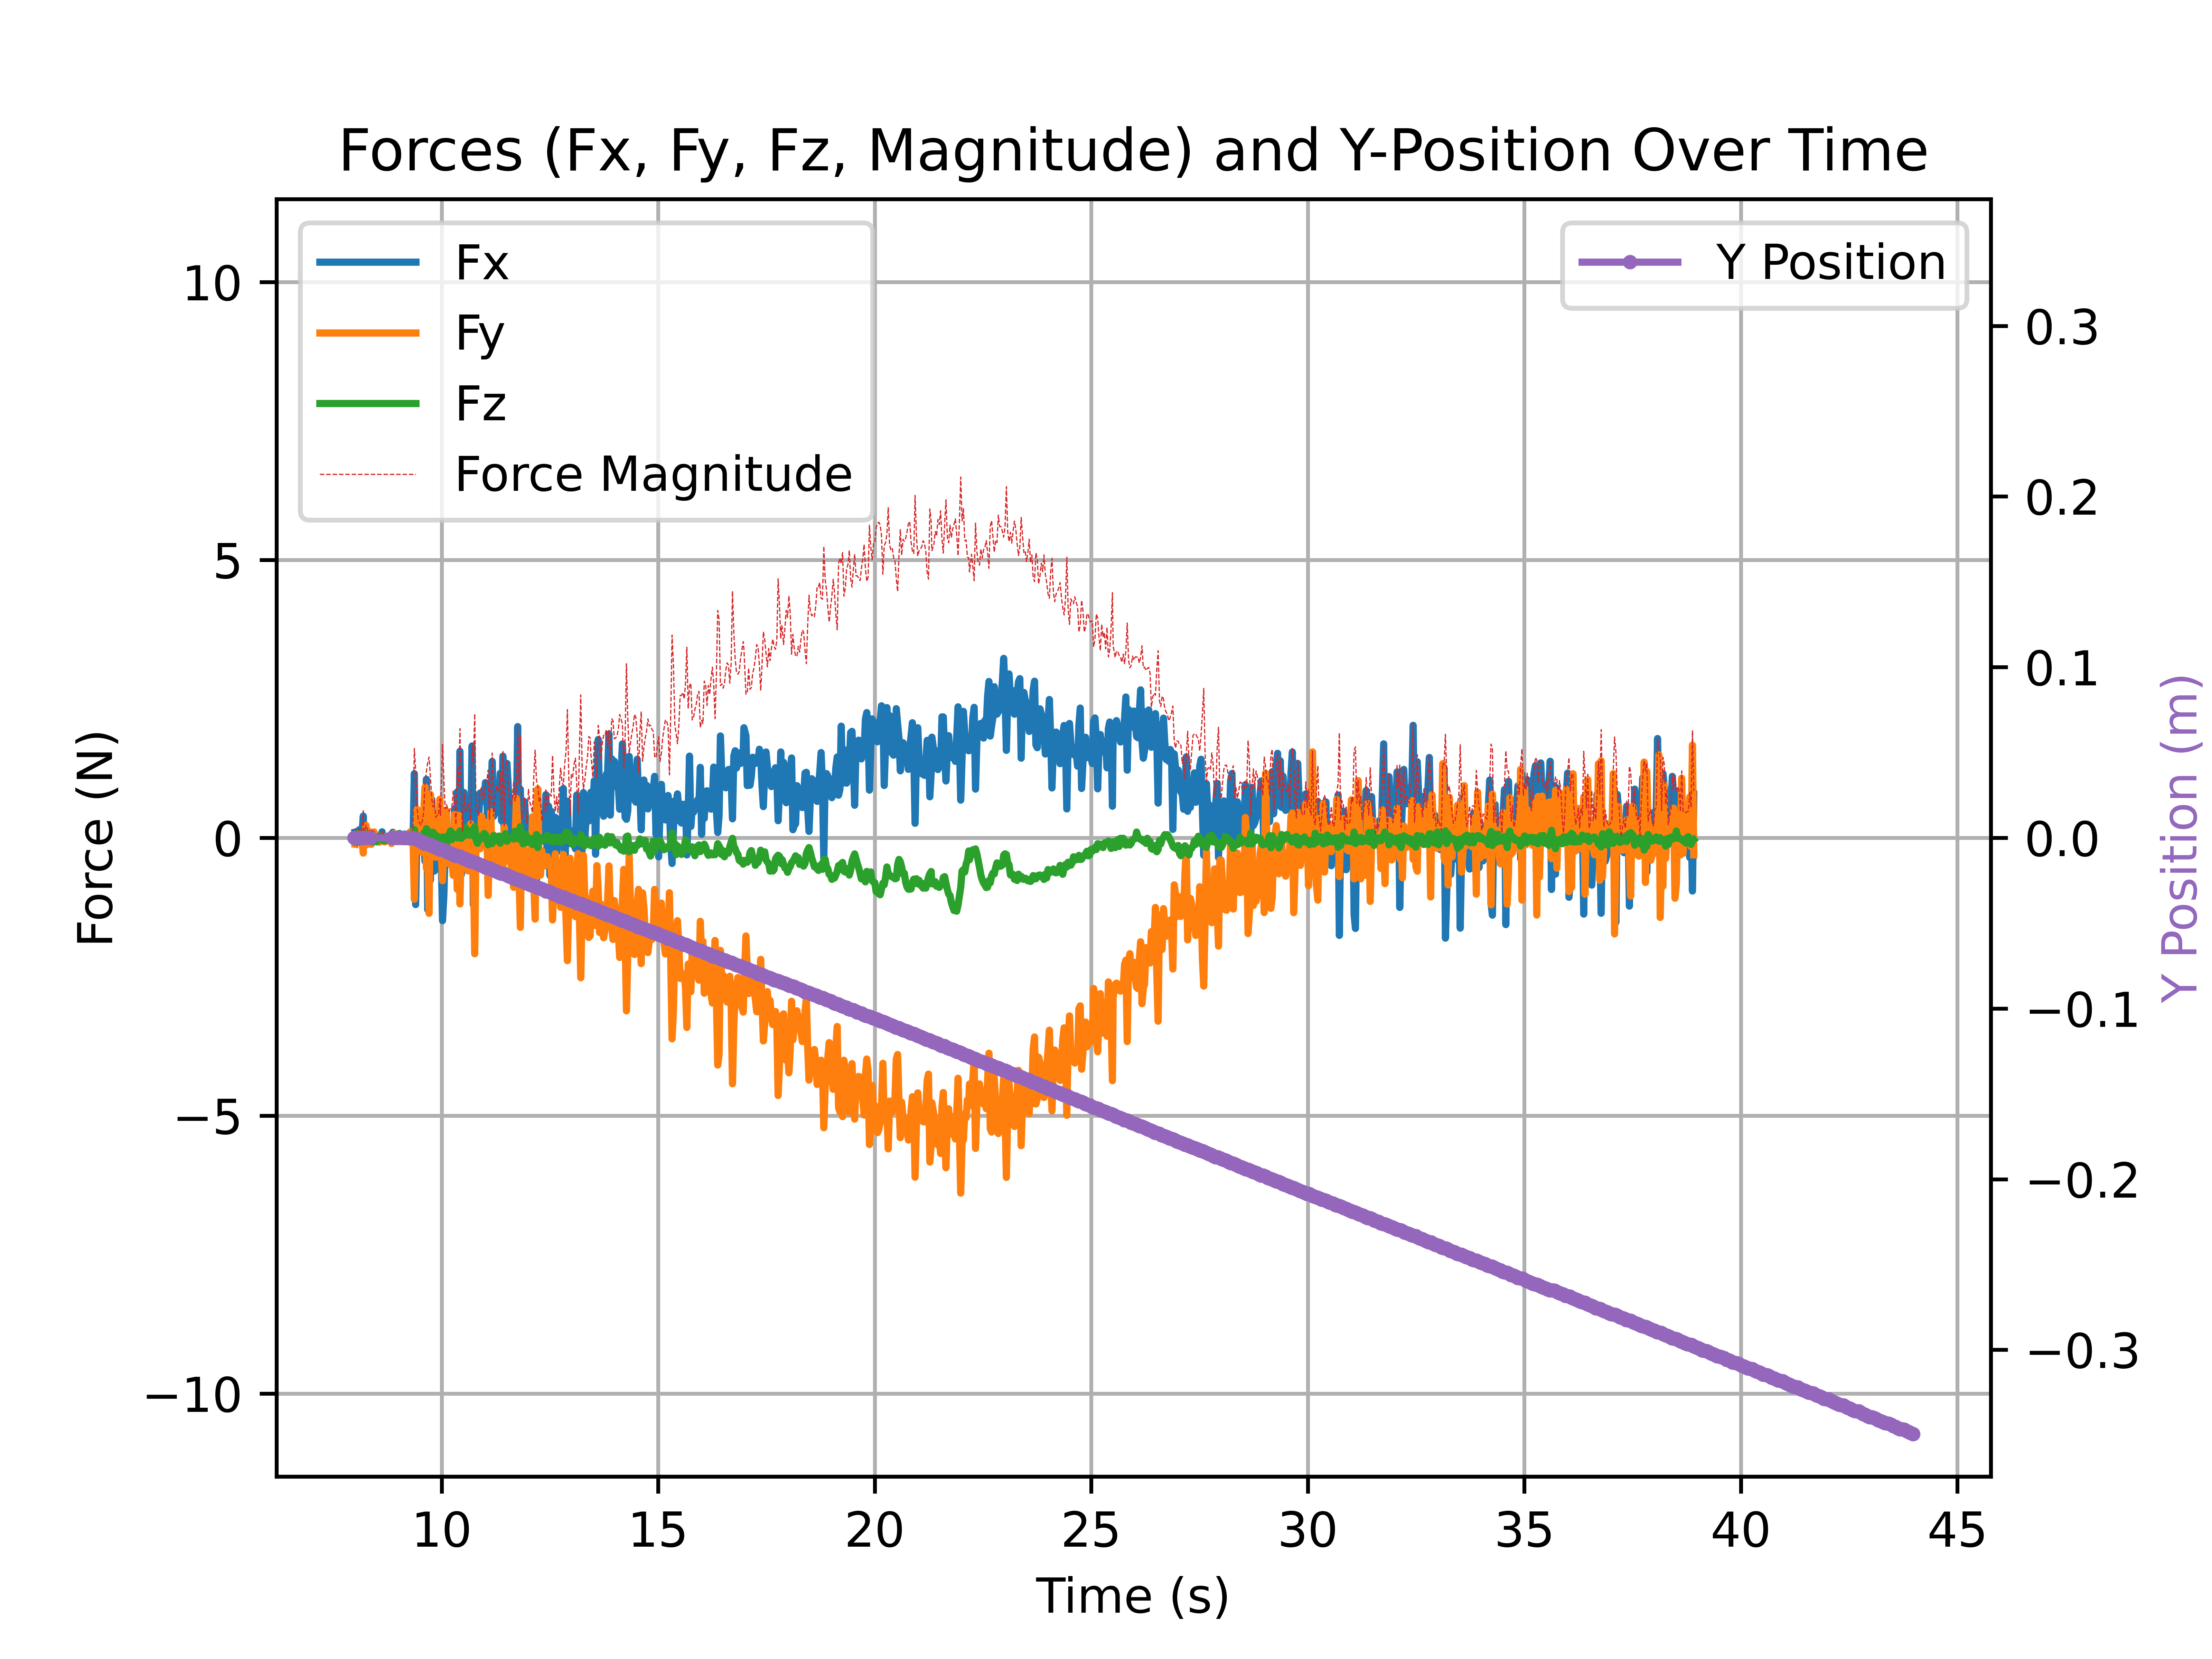 Forces (Fx, Fy, Fz, Magnitude) and Y-Position Over Time
Fx
Fy
Fz
Force Magnitude
Y Position
10
5
0
−5
−10
Force (N)
0.3
0.2
0.1
0.0
−0.1
−0.2
−0.3
Y Position (m)
10 15 20 25 30 35 40 45
Time (s)